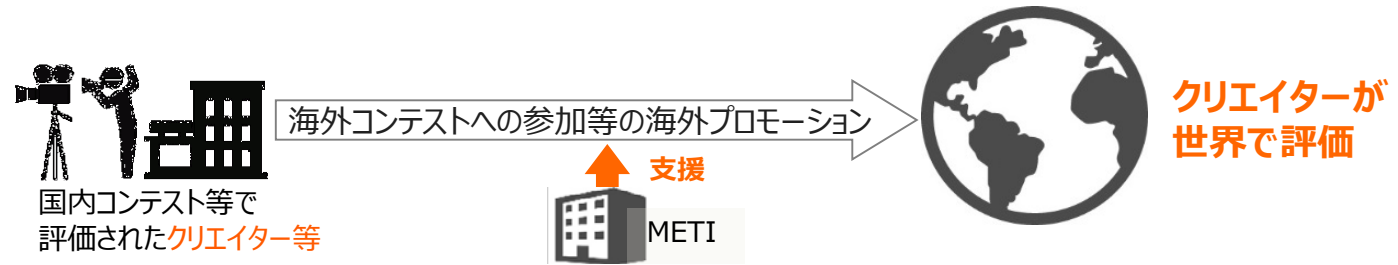 国内コンテスト等で
評価されたクリエイター等
海外コンテストへの参加等の海外プロモーション
支援
METI
クリエイターが
世界で評価